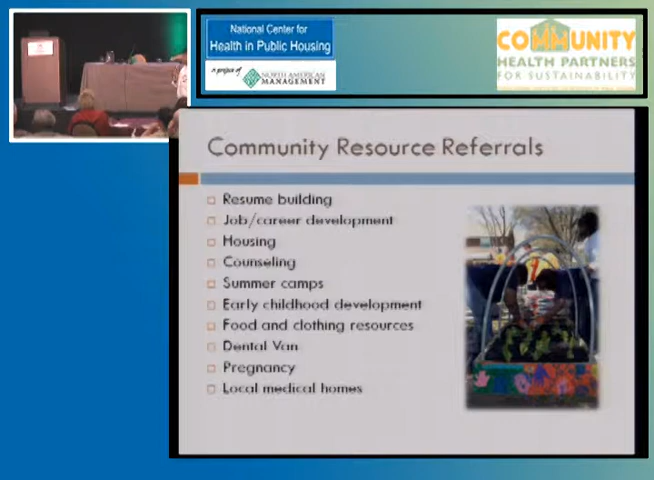 National Center for
Health in Public Housing
a project of
NORTH AMERICAN
MANAGEMENT
COMMUNITY
HEALTH PARTNERS
FOR SUSTAINABILITY
Community Resource Referrals
Resume building
Job/career development
Housing
Counseling
Summer camps
Early childhood development
Food and clothing resources
Dental Van
Pregnancy
Local medical homes